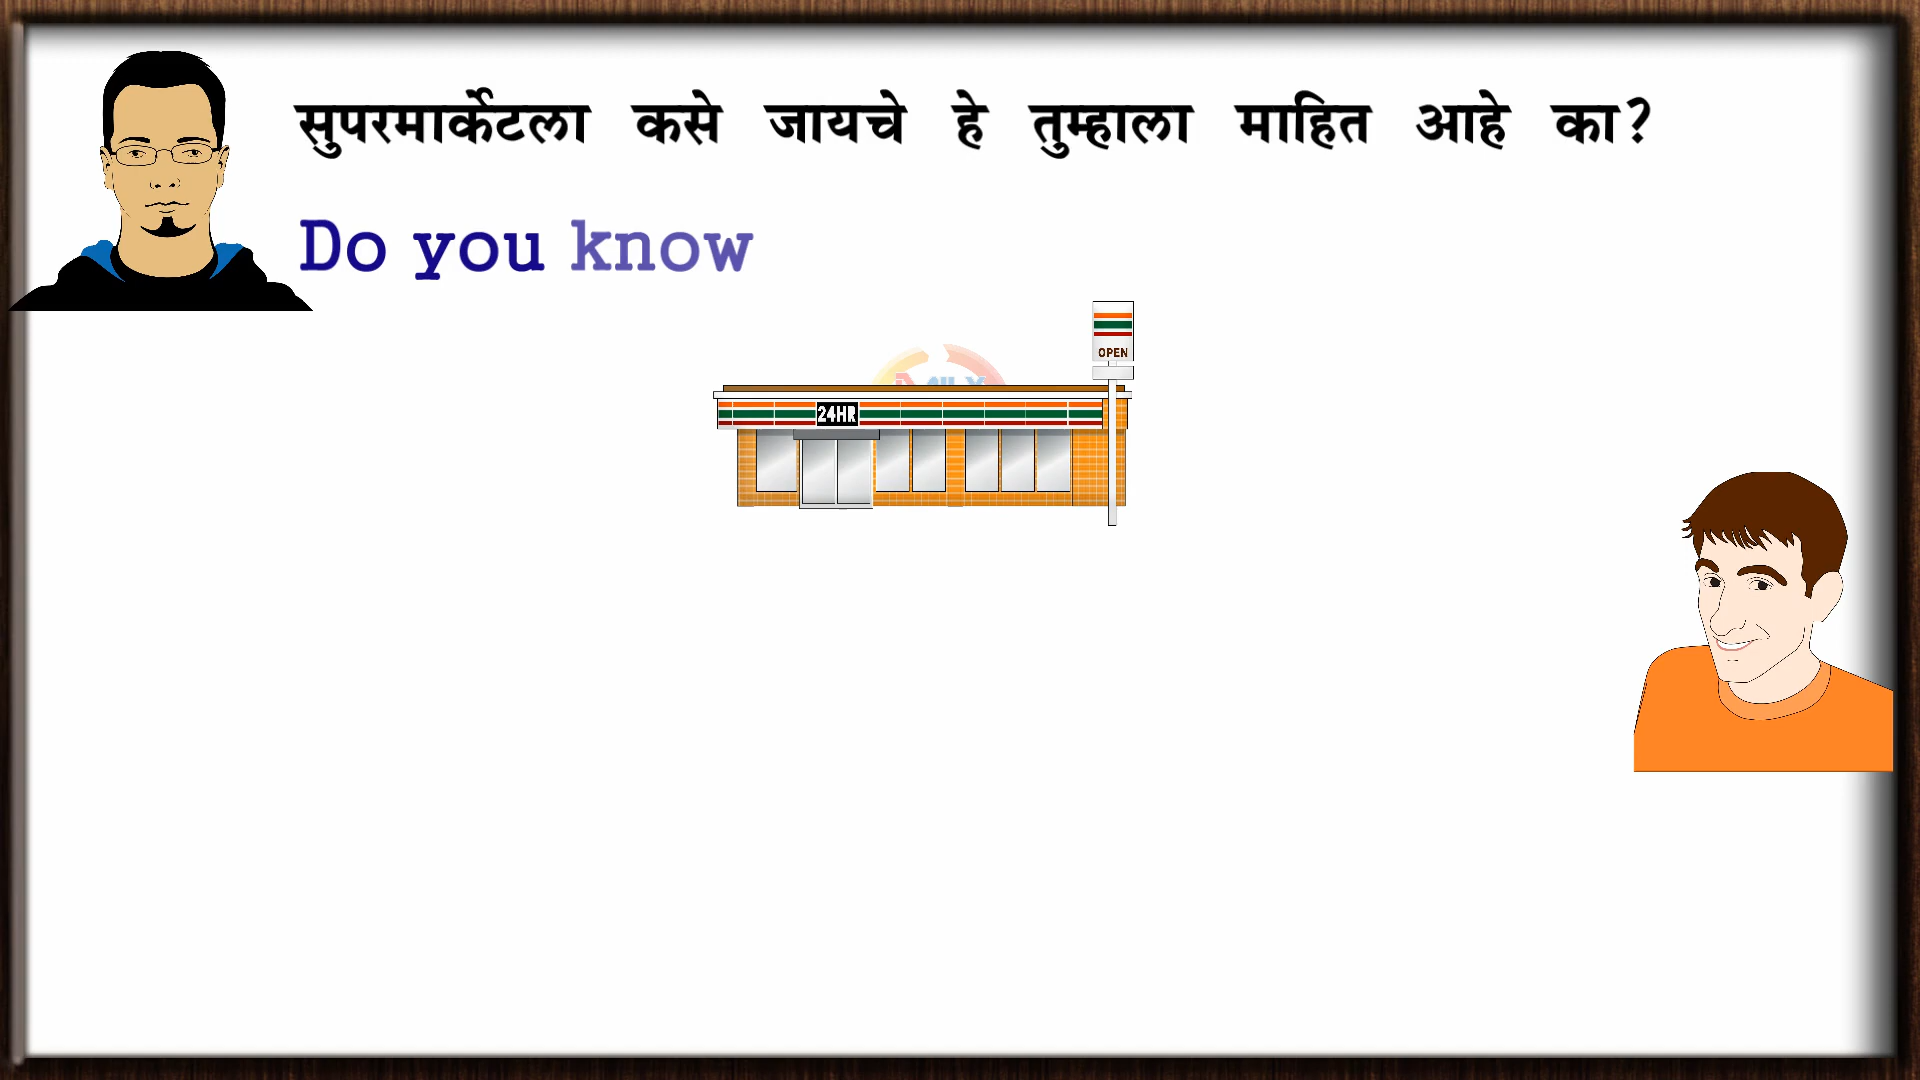 सुपरमार्केटला कसे जायचे हे तुम्हाला माहित आहे का?
Do you know
OPEN
24HR